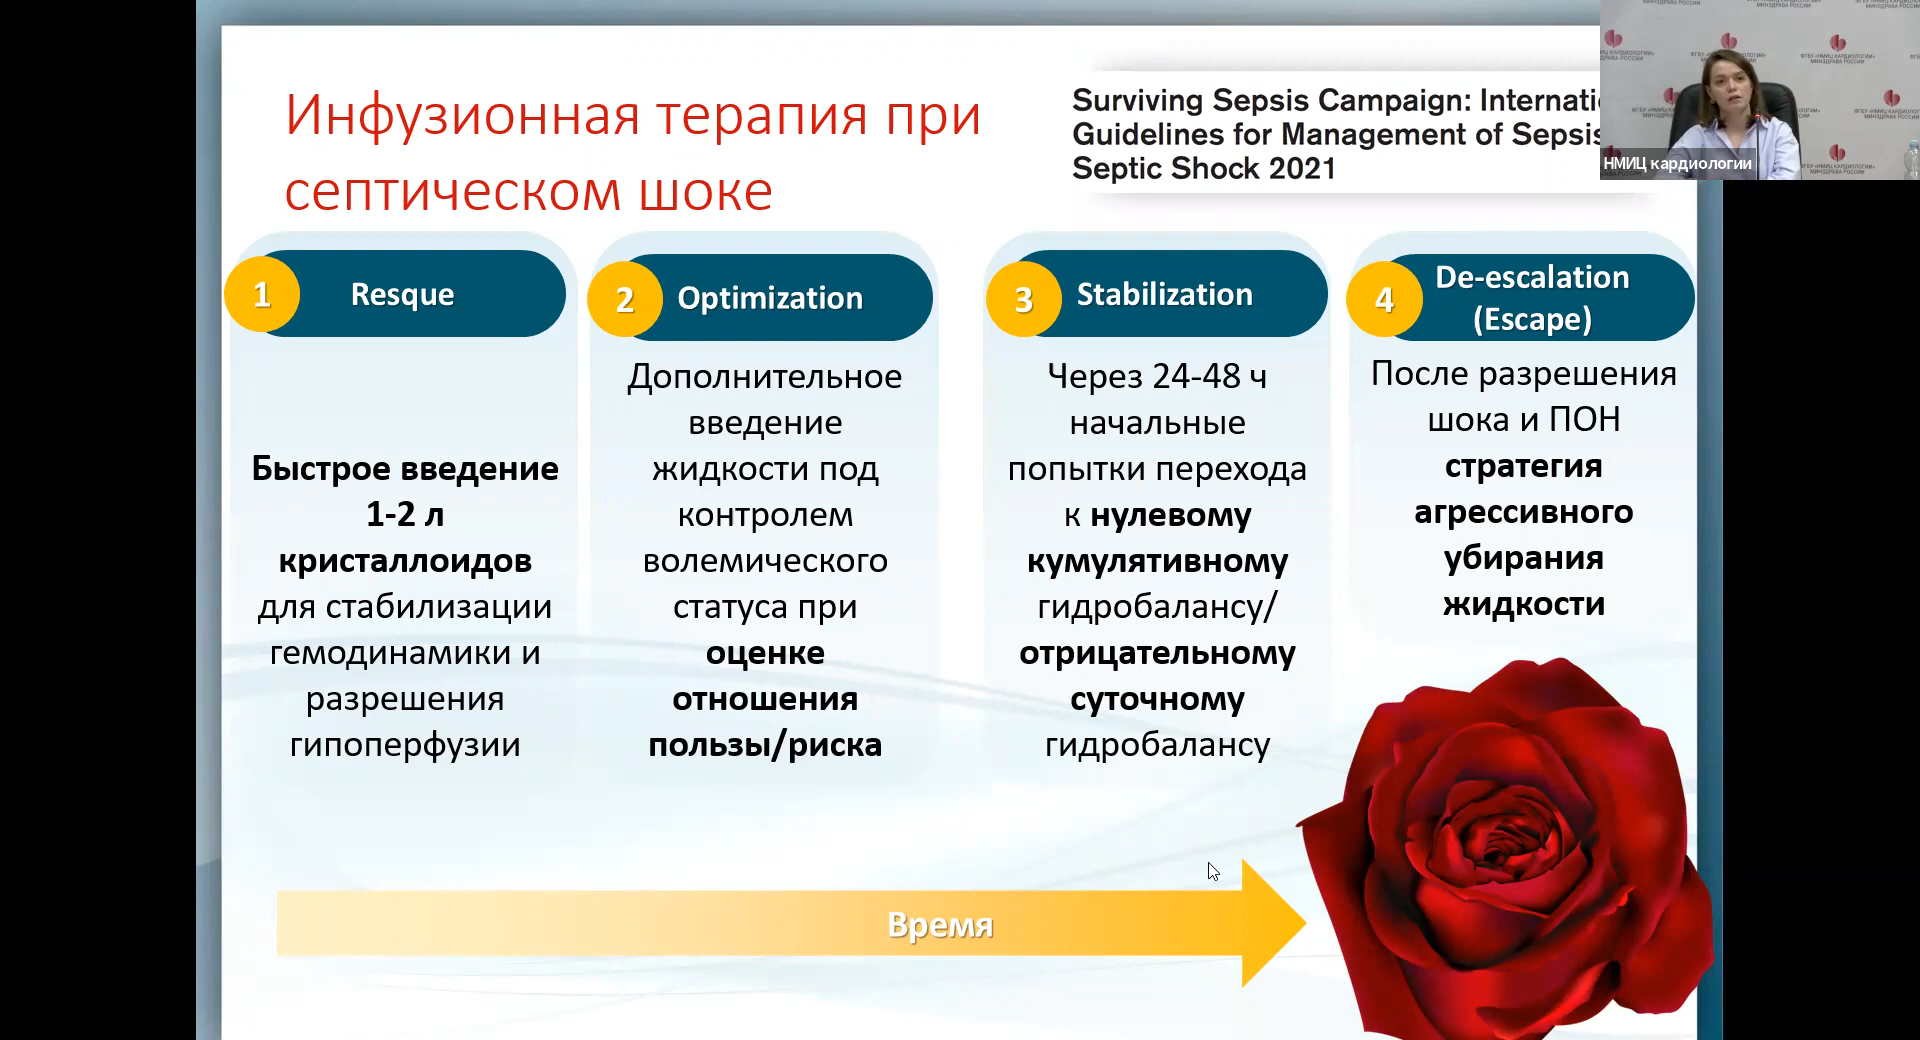 Инфузионная терапия при
септическом шоке
Surviving Sepsis Campaign: Internati
Guidelines for Management of Sepsis
Septic Shock 2021
НМИЦ кардиологии
1
Resque
Быстрое введение
1-2 л
кристаллоидов
для стабилизации
гемодинамики и
разрешения
гипоперфузии
2
Optimization
Дополнительное
введение
жидкости под
контролем
волемического
статуса при
оценке
отношения
пользы/риска
3
Stabilization
Через 24-48 ч
начальные
попытки перехода
к нулевому
кумулятивному
гидробалансу/
отрицательному
суточному
гидробалансу
4
De-escalation
(Escape)
После разрешения
шока и ПОН
стратегия
агрессивного
убирания
жидкости
Время